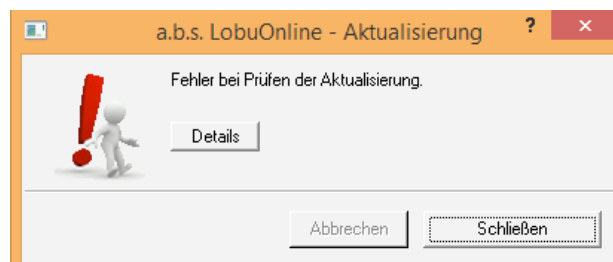 a.b.s. LobuOnline - Aktualisierung ? ×
Fehler bei Prüfen der Aktualisierung.
Details
Abbrechen Schließen